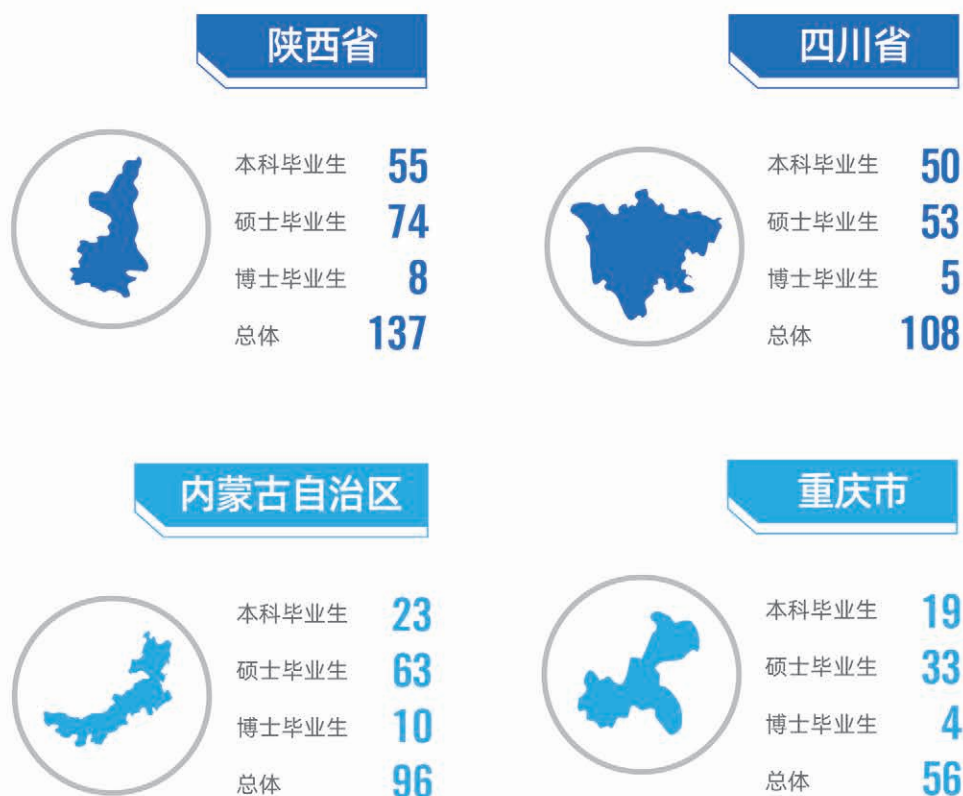 陕西省
本科毕业生 55
硕士毕业生 74
博士毕业生 8
总体 137
四川省
本科毕业生 50
硕士毕业生 53
博士毕业生 5
总体 108
内蒙古自治区
本科毕业生 23
硕士毕业生 63
博士毕业生 10
总体 96
重庆市
本科毕业生 19
硕士毕业生 33
博士毕业生 4
总体 56